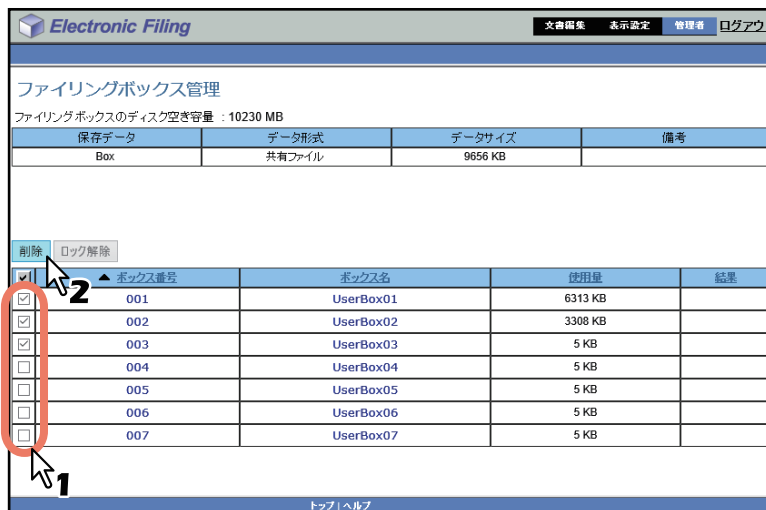 Electronic Filing 文書編集 表示設定 管理者 ログアウ
ファイリングボックス管理
ファイリングボックスのディスク空き容量 : 10230 MB
保存データ データ形式 データサイズ 備考
Box 共有ファイル 9656 KB
削除 ロック解除
2
▲ ボックス番号 ボックス名 使用量 結果
001 UserBox01 6313 KB
002 UserBox02 3308 KB
003 UserBox03 5 KB
004 UserBox04 5 KB
005 UserBox05 5 KB
006 UserBox06 5 KB
007 UserBox07 5 KB
1
トップ | ヘルプ